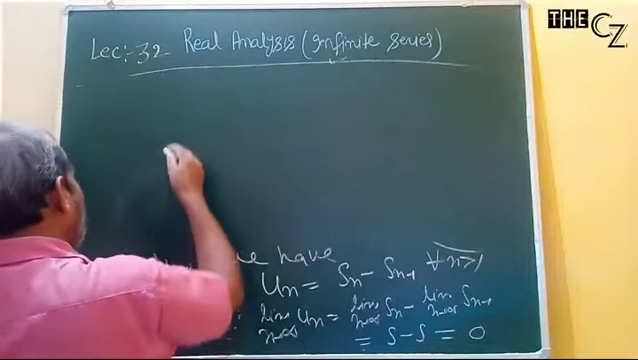 THE CZ
Lec:- 32 - Real Analysis (Infinite Series)
we have
Un = Sn - Sn-1 ∀ n>1
lim n→∞ Un = lim n→∞ Sn - lim n→∞ Sn-1
= S - S = 0